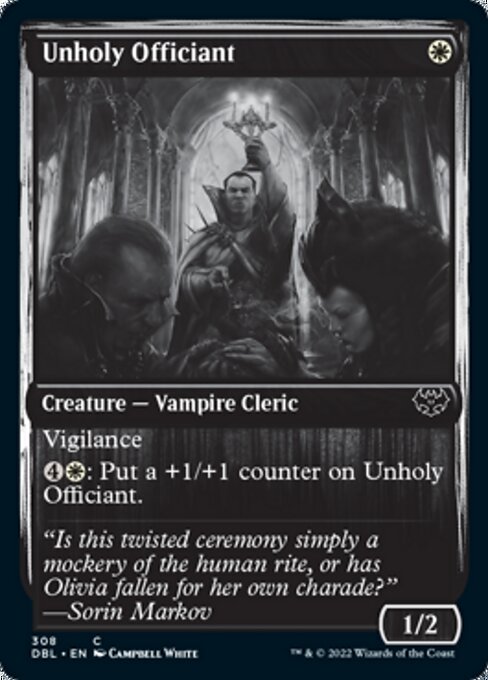 Unholy Officiant
Creature — Vampire Cleric
Vigilance
4: Put a +1/+1 counter on Unholy
Officiant.
“Is this twisted ceremony simply a
mockery of the human rite, or has
Olivia fallen for her own charade?”
—Sorin Markov
1/2
308 C
DBL • EN CAMPBELL WHITE
™ & © 2022 Wizards of the Coast